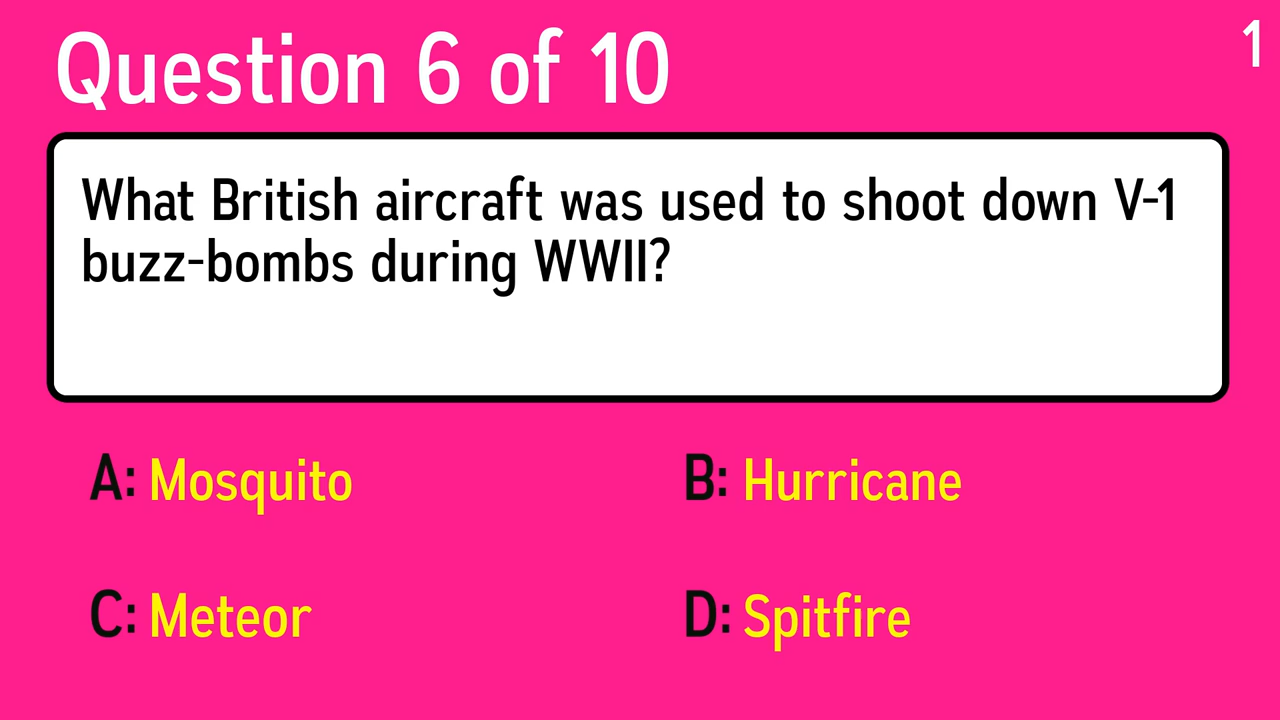 Question 6 of 10
1
What British aircraft was used to shoot down V-1
buzz-bombs during WWII?
A: Mosquito
B: Hurricane
C: Meteor
D: Spitfire